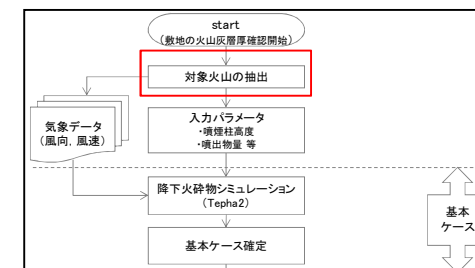 start
(敷地の火山灰層厚確認開始)
対象火山の抽出
気象データ
(風向, 風速)
入力パラメータ
・噴煙柱高度
・噴出物量 等
降下火砕物シミュレーション
(Tepha2)
基本
ケース
基本ケース確定